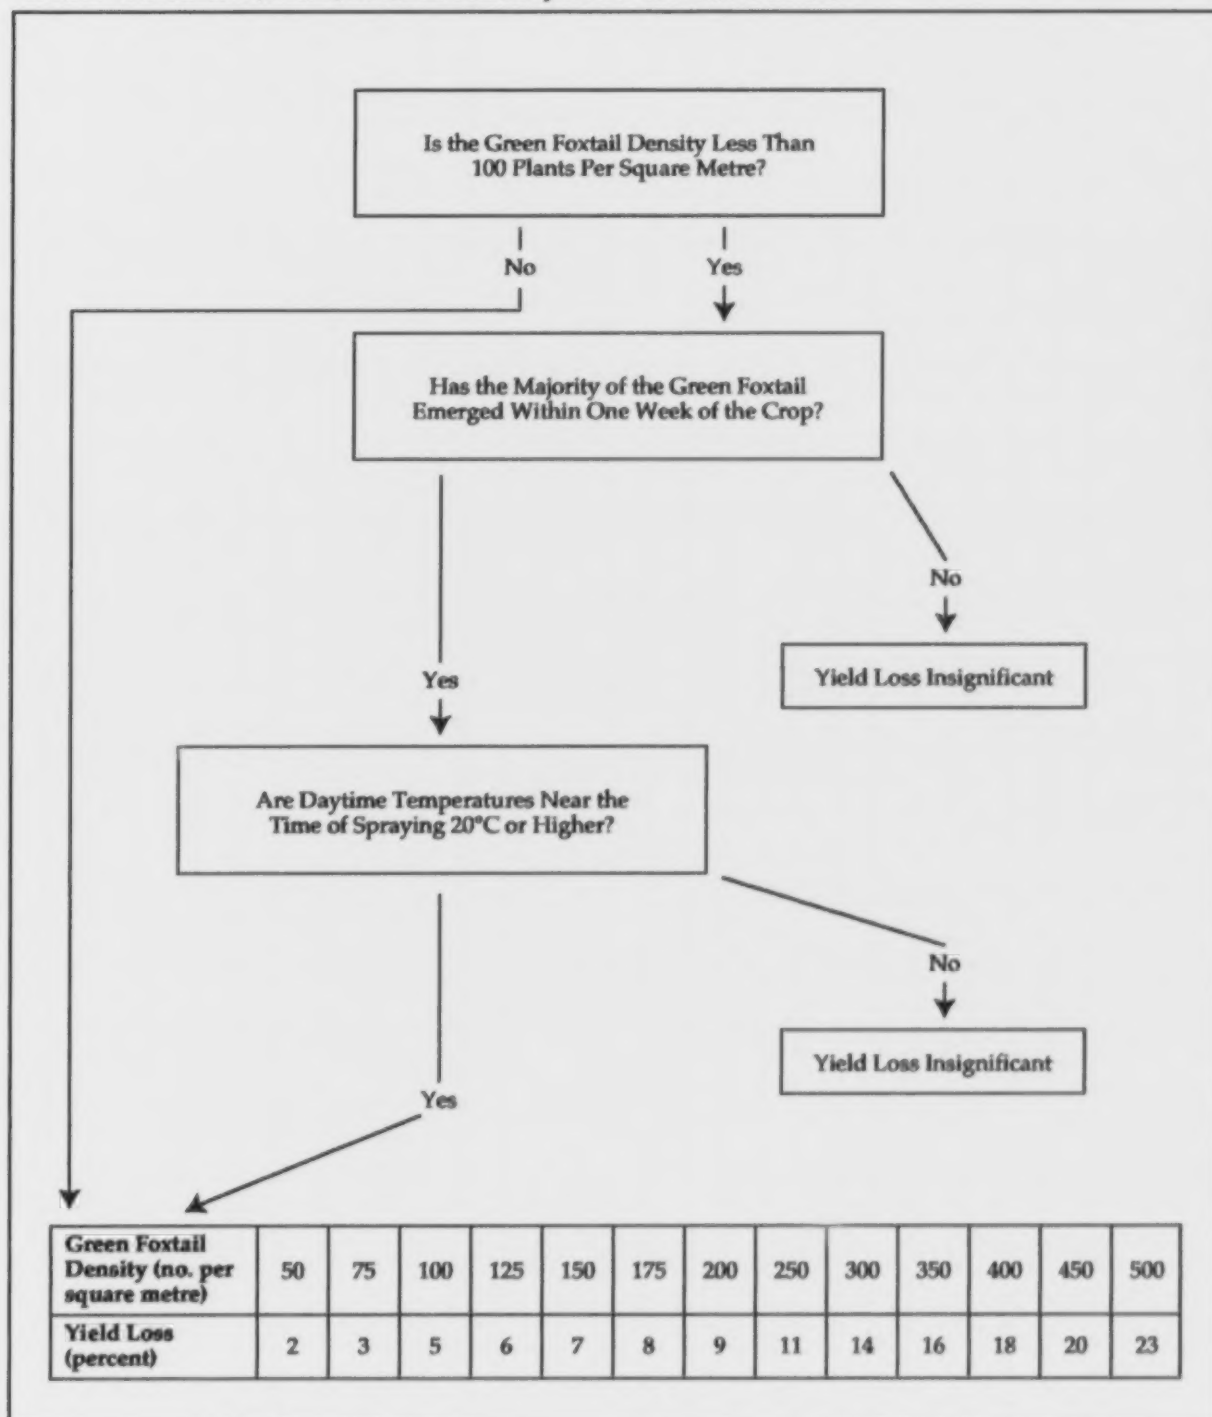 Is the Green Foxtail Density Less Than
100 Plants Per Square Metre?
No
Yes
Has the Majority of the Green Foxtail
Emerged Within One Week of the Crop?
No
Yield Loss Insignificant
Yes
Are Daytime Temperatures Near the
Time of Spraying 20°C or Higher?
No
Yield Loss Insignificant
Yes
Green Foxtail
Density (no. per
square metre)
50 75 100 125 150 175 200 250 300 350 400 450 500
Yield Loss
(percent)
2 3 5 6 7 8 9 11 14 16 18 20 23